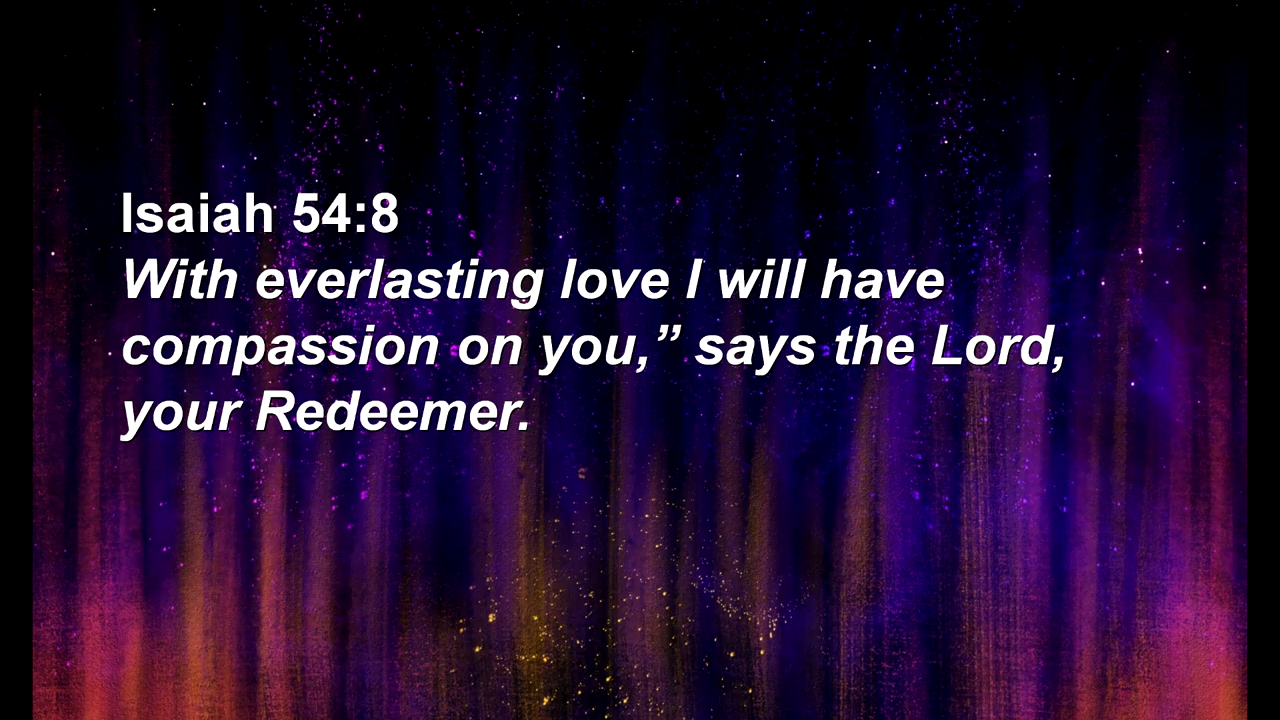 Isaiah 54:8
With everlasting love I will have
compassion on you,” says the Lord,
your Redeemer.